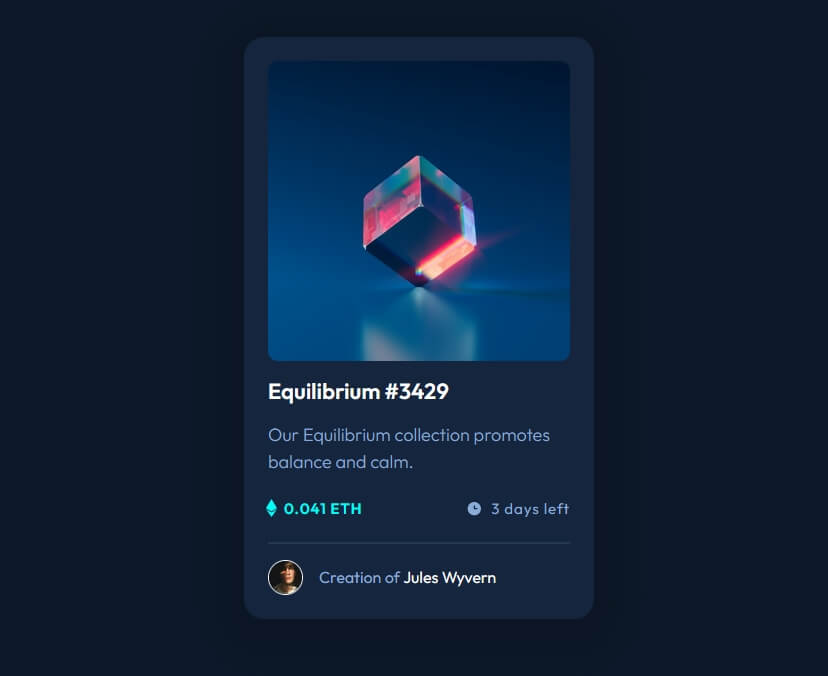 Equilibrium #3429
Our Equilibrium collection promotes
balance and calm.
0.041 ETH
3 days left
Creation of Jules Wyvern